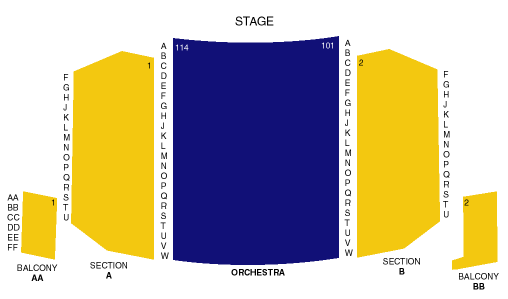 STAGE
114
101
1
2
F
G
H
J
K
L
M
N
O
P
Q
R
S
T
U
A
B
C
D
E
F
G
H
J
K
L
M
N
O
P
Q
R
S
T
U
V
W
A
B
C
D
E
F
G
H
J
K
L
M
N
O
P
Q
R
S
T
U
V
W
F
G
H
J
K
L
M
N
O
P
Q
R
S
T
U
AA
BB
CC
DD
EE
FF
1
2
BALCONY
AA
SECTION
A
ORCHESTRA
SECTION
B
BALCONY
BB